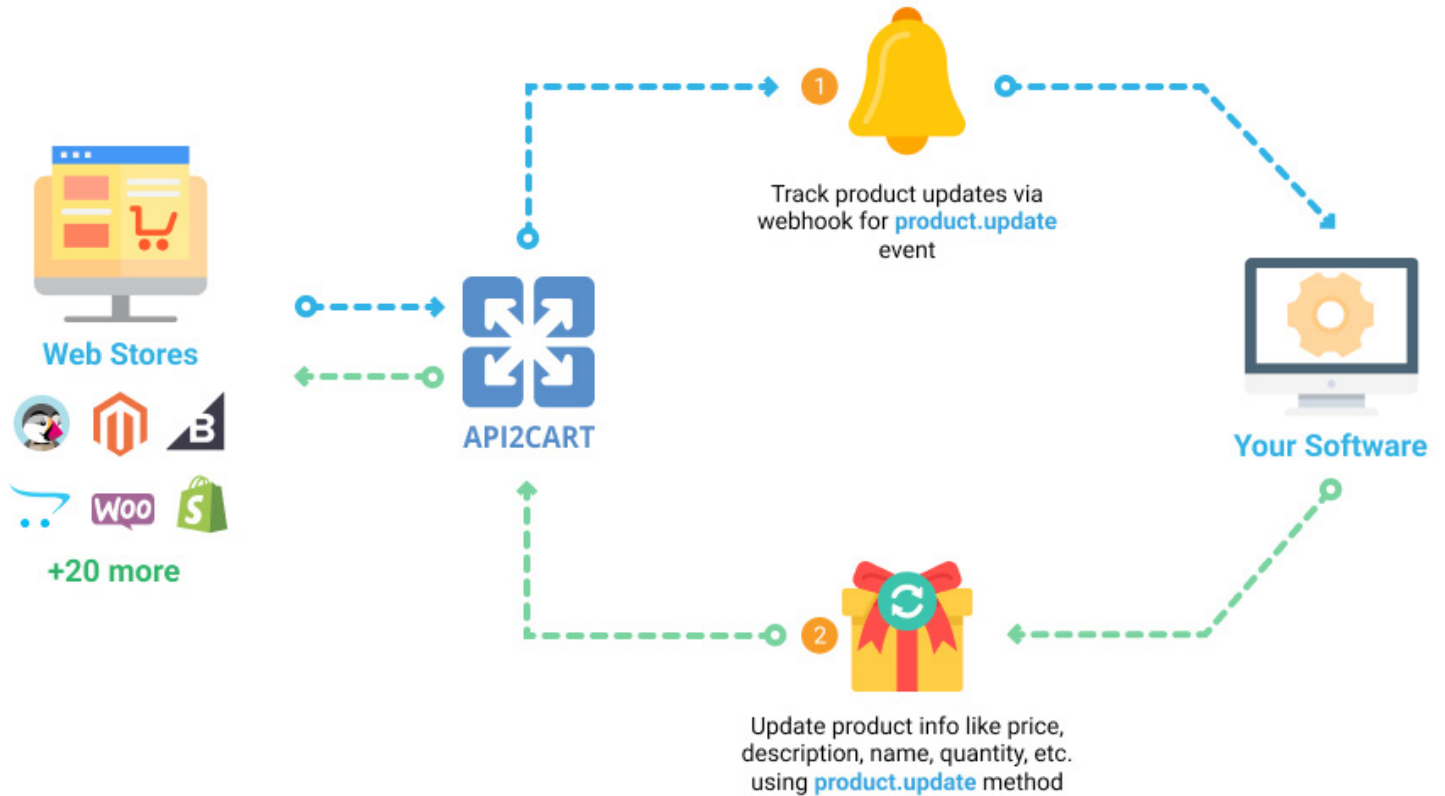 1
Track product updates via
webhook for product.update
event
Web Stores
B
WOO
S
+20 more
API2CART
Your Software
2
Update product info like price,
description, name, quantity, etc.
using product.update method